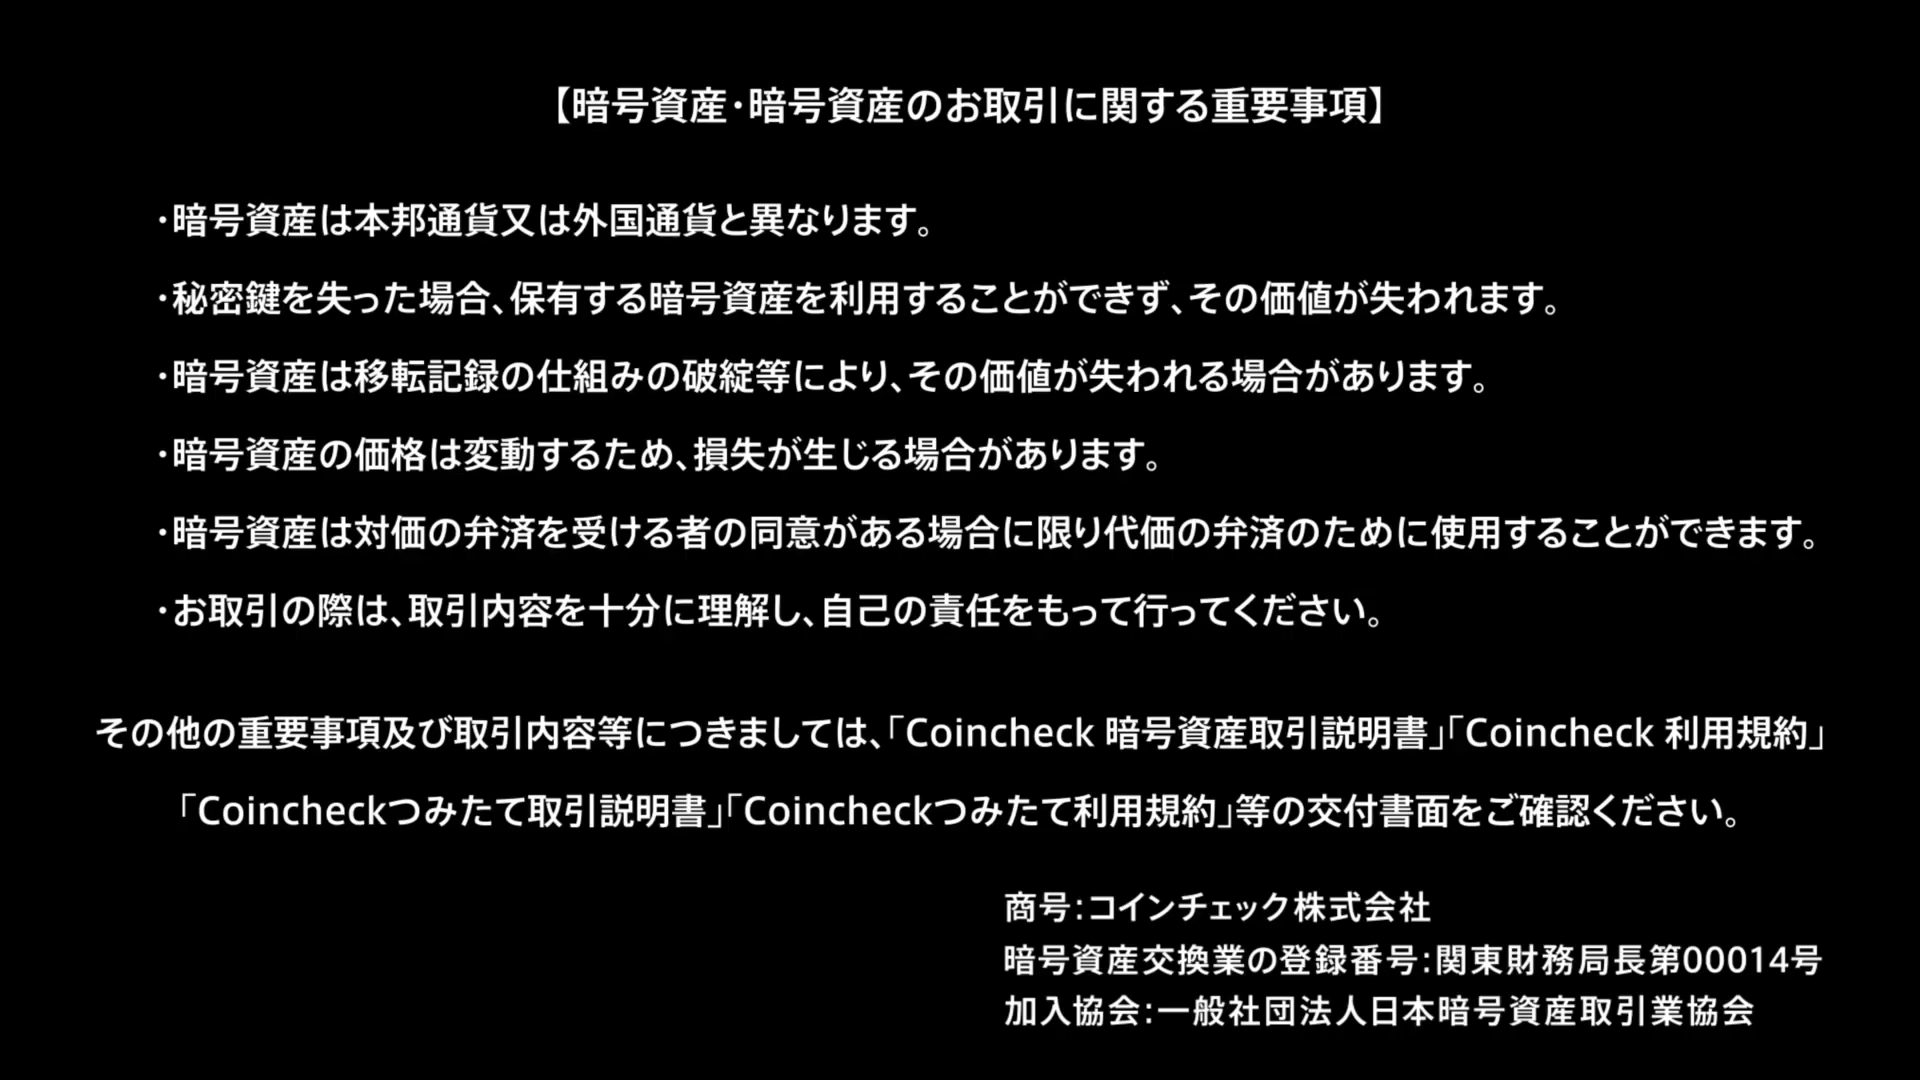 【暗号資産・暗号資産のお取引に関する重要事項】
・暗号資産は本邦通貨又は外国通貨と異なります。
・秘密鍵を失った場合、保有する暗号資産を利用することができず、その価値が失われます。
・暗号資産は移転記録の仕組みの破綻等により、その価値が失われる場合があります。
・暗号資産の価格は変動するため、損失が生じる場合があります。
・暗号資産は対価の弁済を受ける者の同意がある場合に限り代価の弁済のために使用することができます。
・お取引の際は、取引内容を十分に理解し、自己の責任をもって行ってください。
その他の重要事項及び取引内容等につきましては、「Coincheck 暗号資産取引説明書」「Coincheck 利用規約」
「Coincheckつみたて取引説明書」「Coincheckつみたて利用規約」等の交付書面をご確認ください。
商号：コインチェック株式会社
暗号資産交換業の登録番号：関東財務局長第00014号
加入協会：一般社団法人日本暗号資産取引業協会